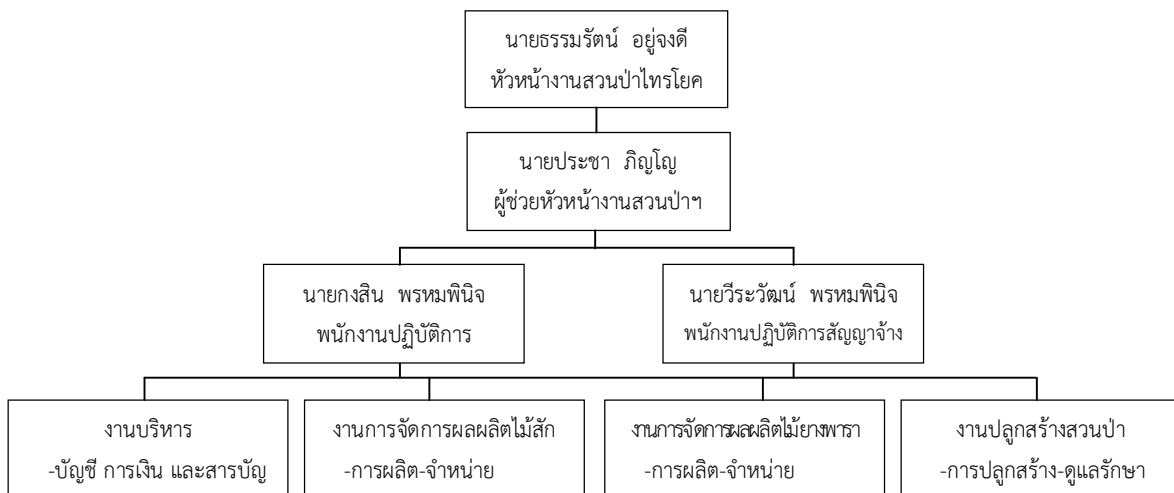 นายธรรมรัตน์ อยู่จงดี
หัวหน้างานสวนป่าไทรโยค
นายประชา ภิญโญ
ผู้ช่วยหัวหน้างานสวนป่าฯ
นายกงสิน พรหมพินิจ
พนักงานปฏิบัติการ
นายวีระวัฒน์ พรหมพินิจ
พนักงานปฏิบัติการสัญญาจ้าง
งานบริหาร
-บัญชี การเงิน และสารบัญ
งานการจัดการผลผลิตไม้สัก
-การผลิต-จำหน่าย
งานการจัดการผลผลิตไม้ยางพารา
-การผลิต-จำหน่าย
งานปลูกสร้างสวนป่า
-การปลูกสร้าง-ดูแลรักษา